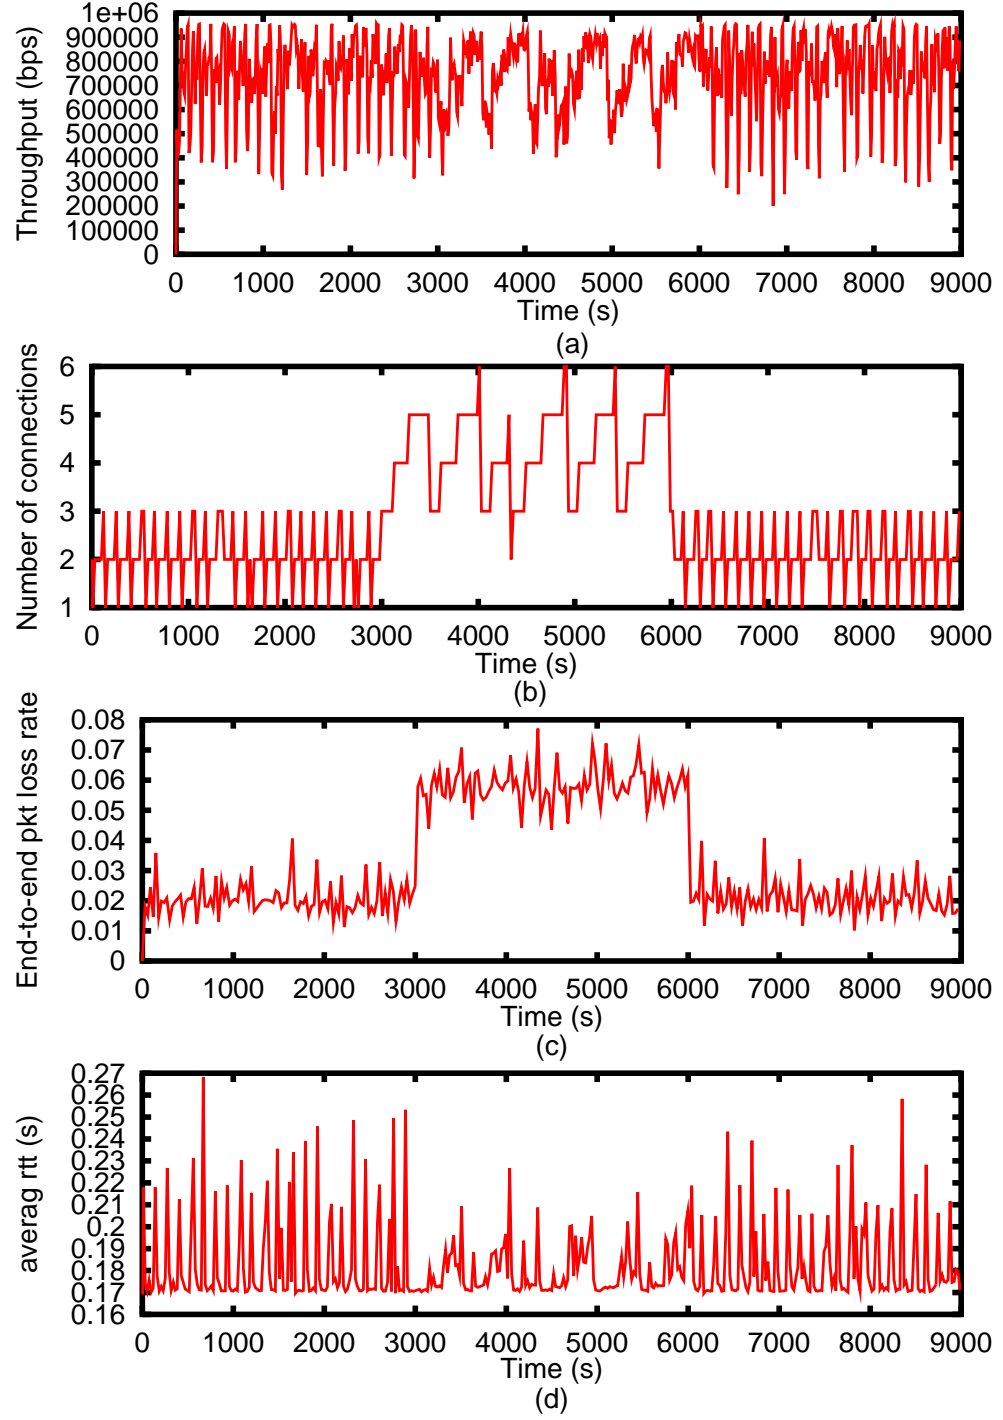 Throughput (bps)
1e+06
900000
800000
700000
600000
500000
400000
300000
200000
100000
0
0 1000 2000 3000 4000 5000 6000 7000 8000 9000
Time (s)
(a)
Number of connections
6
5
4
3
2
1
0 1000 2000 3000 4000 5000 6000 7000 8000 9000
Time (s)
(b)
End-to-end pkt loss rate
0.08
0.07
0.06
0.05
0.04
0.03
0.02
0.01
0
0 1000 2000 3000 4000 5000 6000 7000 8000 9000
Time (s)
(c)
averag rtt (s)
0.27
0.26
0.25
0.24
0.23
0.22
0.21
0.2
0.19
0.18
0.17
0.16
0 1000 2000 3000 4000 5000 6000 7000 8000 9000
Time (s)
(d)